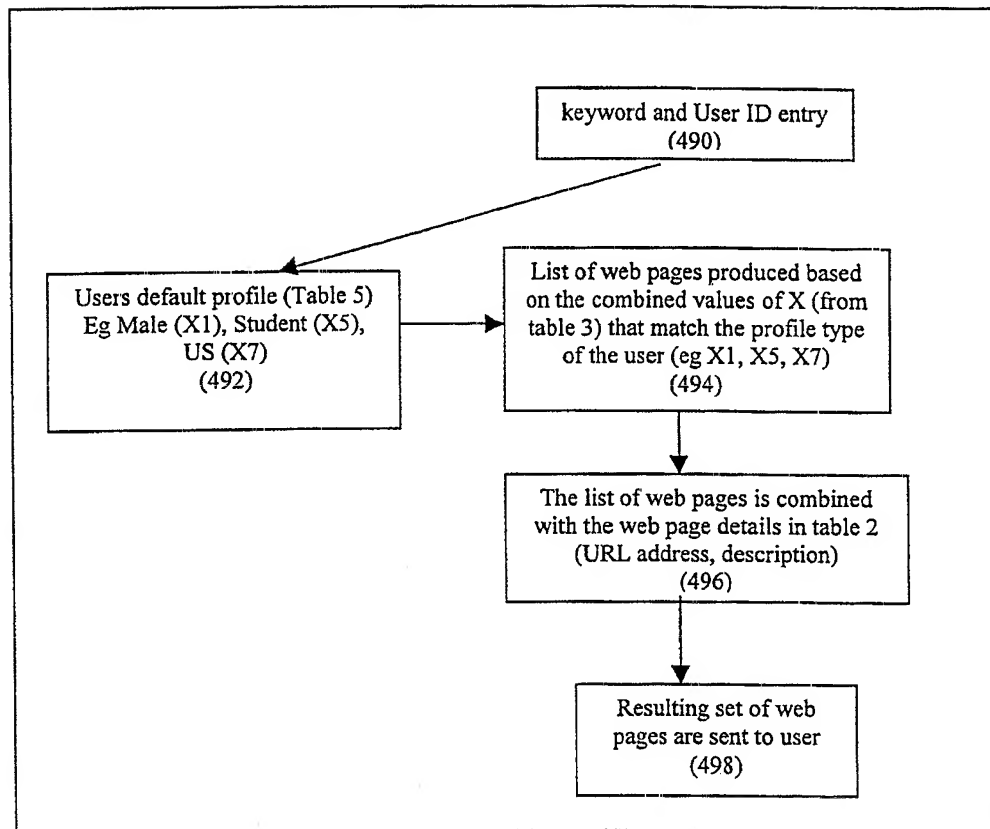 keyword and User ID entry
(490)
Users default profile (Table 5)
Eg Male (X1), Student (X5),
US (X7)
(492)
List of web pages produced based
on the combined values of X (from
table 3) that match the profile type
of the user (eg X1, X5, X7)
(494)
The list of web pages is combined
with the web page details in table 2
(URL address, description)
(496)
Resulting set of web
pages are sent to user
(498)